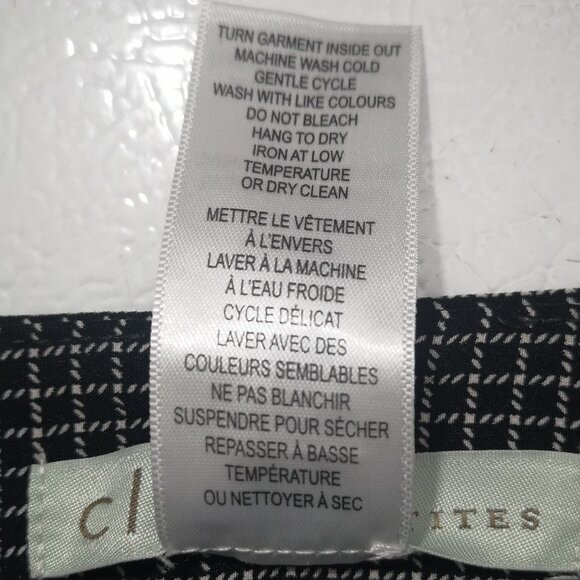 TURN GARMENT INSIDE OUT
MACHINE WASH COLD
GENTLE CYCLE
WASH WITH LIKE COLOURS
DO NOT BLEACH
HANG TO DRY
IRON AT LOW
TEMPERATURE
OR DRY CLEAN
METTRE LE VÊTEMENT
À L'ENVERS
LAVER À LA MACHINE
À L'EAU FROIDE
CYCLE DÉLICAT
LAVER AVEC DES
COULEURS SEMBLABLES
NE PAS BLANCHIR
SUSPENDRE POUR SÉCHER
REPASSER À BASSE
TEMPÉRATURE
OU NETTOYER À SEC